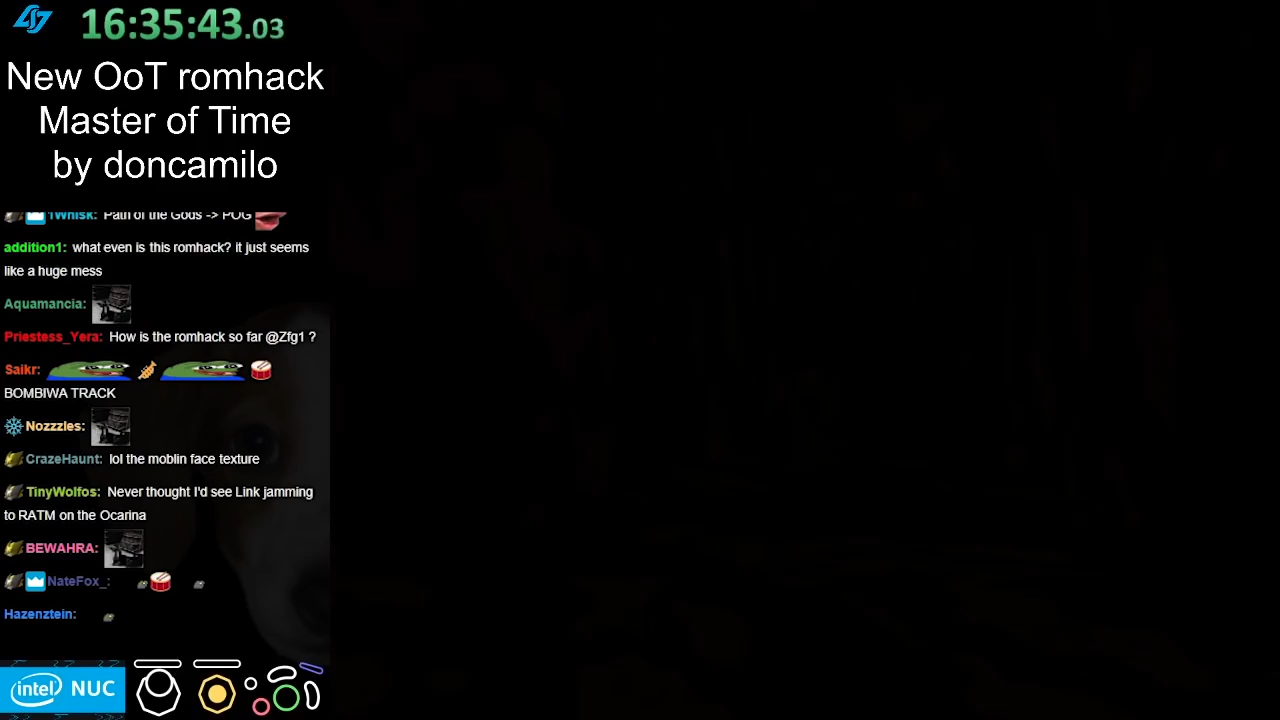 16:35:43.03
New OoT romhack
Master of Time
by doncamilo
1Whisk: Path of the Gods -> POG
addition1: what even is this romhack? it just seems
like a huge mess
Aquamancia:
Priestess_Yera: How is the romhack so far @Zfg1 ?
Saikr:
BOMBIWA TRACK
Nozzzles:
CrazeHaunt: lol the moblin face texture
TinyWolfos: Never thought I'd see Link jamming
to RATM on the Ocarina
BEWAHRA:
NateFox_:
Hazenztein:
intel NUC